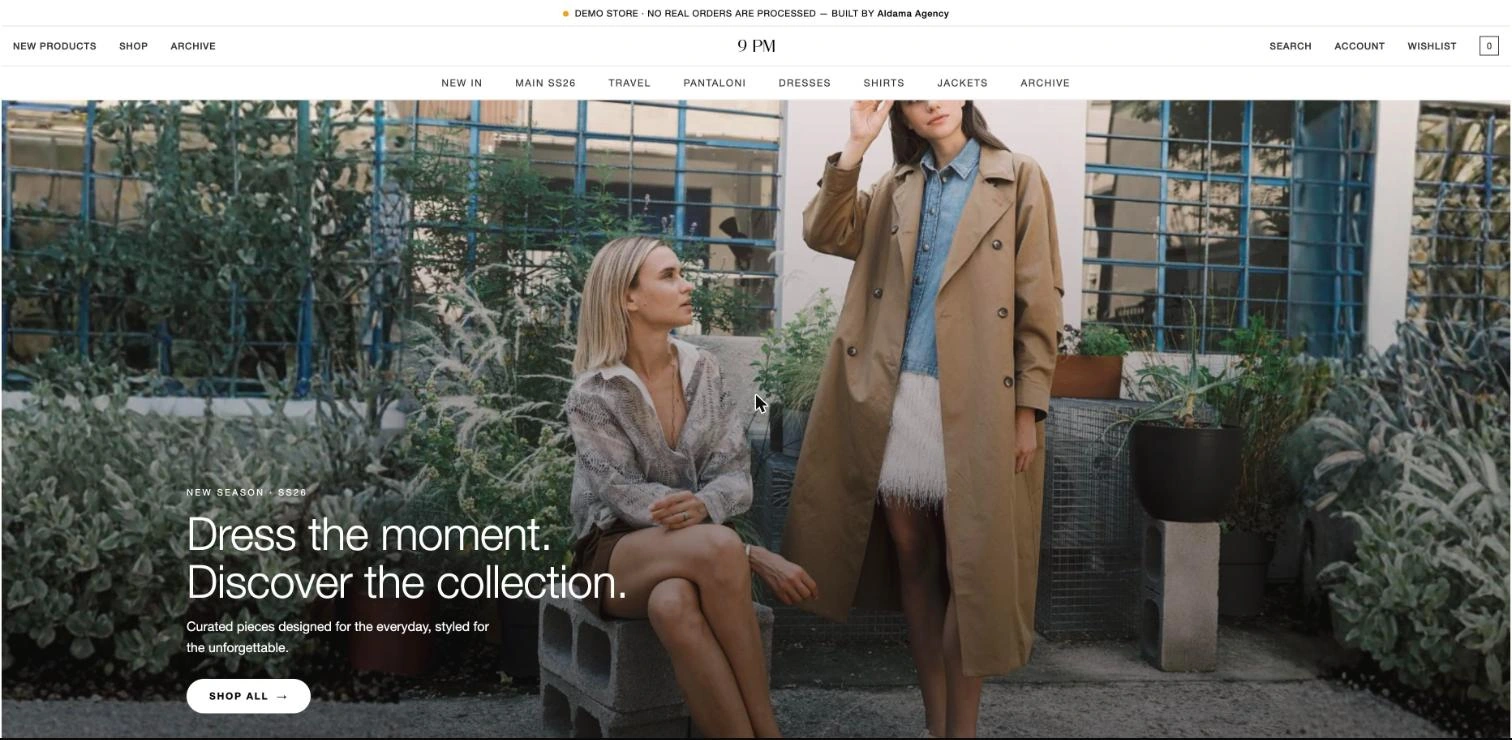 DEMO STORE · NO REAL ORDERS ARE PROCESSED — BUILT BY Aldama Agency
NEW PRODUCTS SHOP ARCHIVE 9 PM SEARCH ACCOUNT WISHLIST 0
NEW IN MAIN SS26 TRAVEL PANTALONI DRESSES SHIRTS JACKETS ARCHIVE
NEW SEASON · SS26
Dress the moment.
Discover the collection.
Curated pieces designed for the everyday, styled for
the unforgettable.
SHOP ALL →